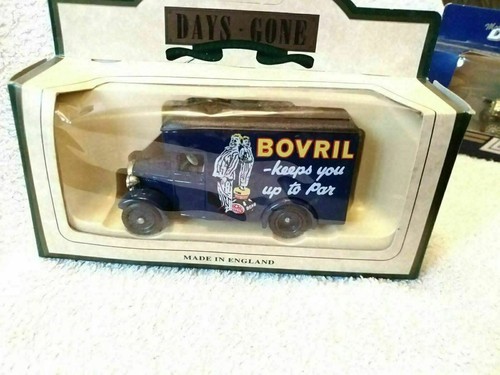 DAYS - GONE
BOVRIL
-keeps you
up to Par
MADE IN ENGLAND